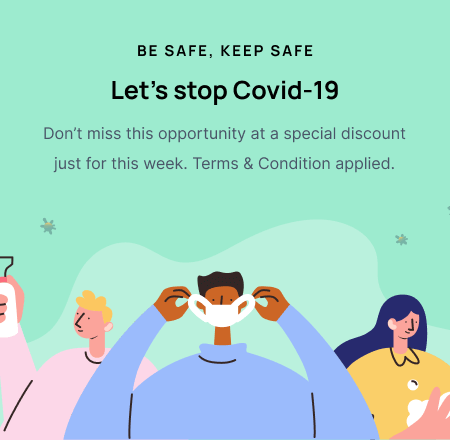 BE SAFE, KEEP SAFE
Let's stop Covid-19
Don't miss this opportunity at a special discount
just for this week. Terms & Condition applied.